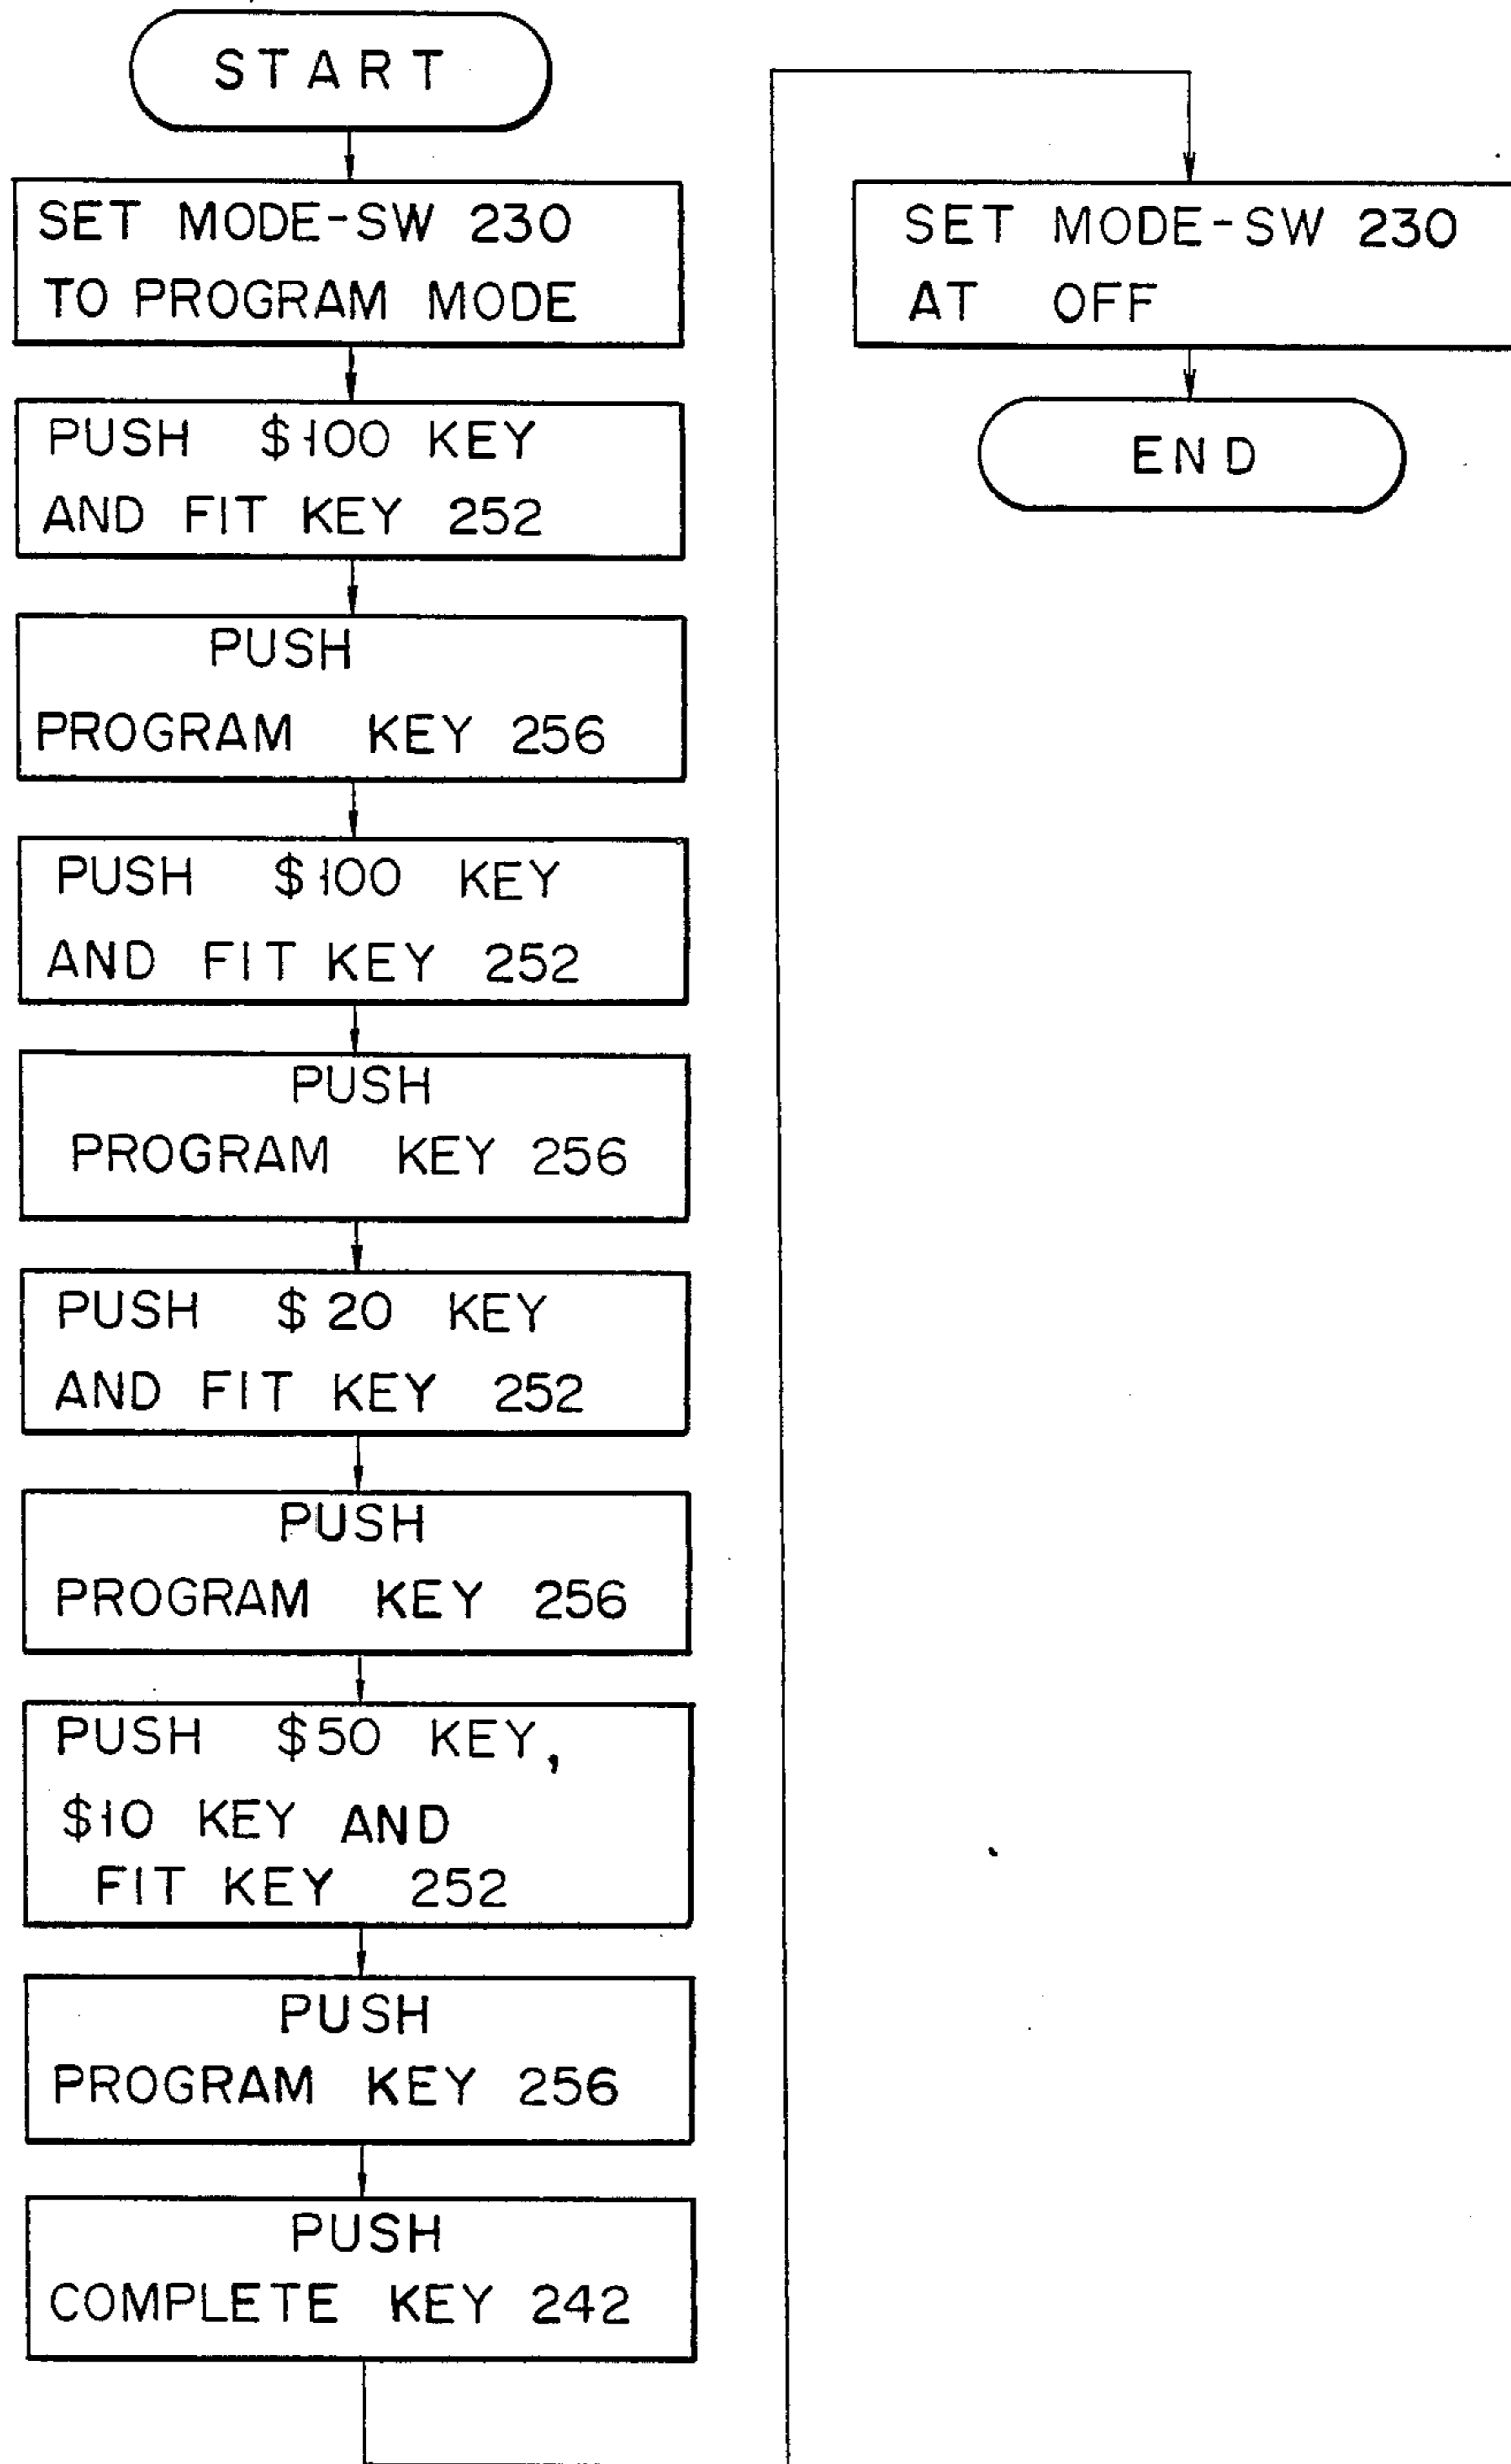 START
SET MODE-SW 230
TO PROGRAM MODE
PUSH $100 KEY
AND FIT KEY 252
PUSH
PROGRAM KEY 256
PUSH $100 KEY
AND FIT KEY 252
PUSH
PROGRAM KEY 256
PUSH $20 KEY
AND FIT KEY 252
PUSH
PROGRAM KEY 256
PUSH $50 KEY,
$10 KEY AND
FIT KEY 252
PUSH
PROGRAM KEY 256
PUSH
COMPLETE KEY 242
SET MODE-SW 230
AT OFF
END